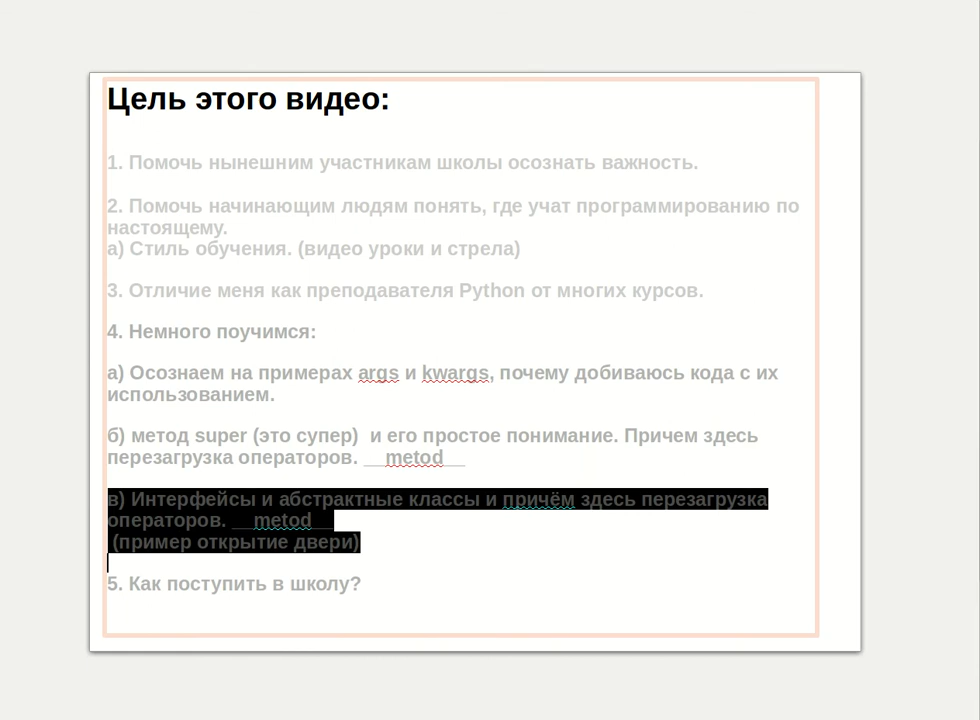 Цель этого видео:
1. Помочь нынешним участникам школы осознать важность.
2. Помочь начинающим людям понять, где учат программированию по
настоящему.
а) Стиль обучения. (видео уроки и стрела)
3. Отличие меня как преподавателя Python от многих курсов.
4. Немного поучимся:
а) Осознаем на примерах args и kwargs, почему добиваюсь кода с их
использованием.
б) метод super (это супер)  и его простое понимание. Причем здесь
перезагрузка операторов. __metod__
в) Интерфейсы и абстрактные классы и причём здесь перезагрузка
операторов. __metod__
(пример открытие двери)
5. Как поступить в школу?